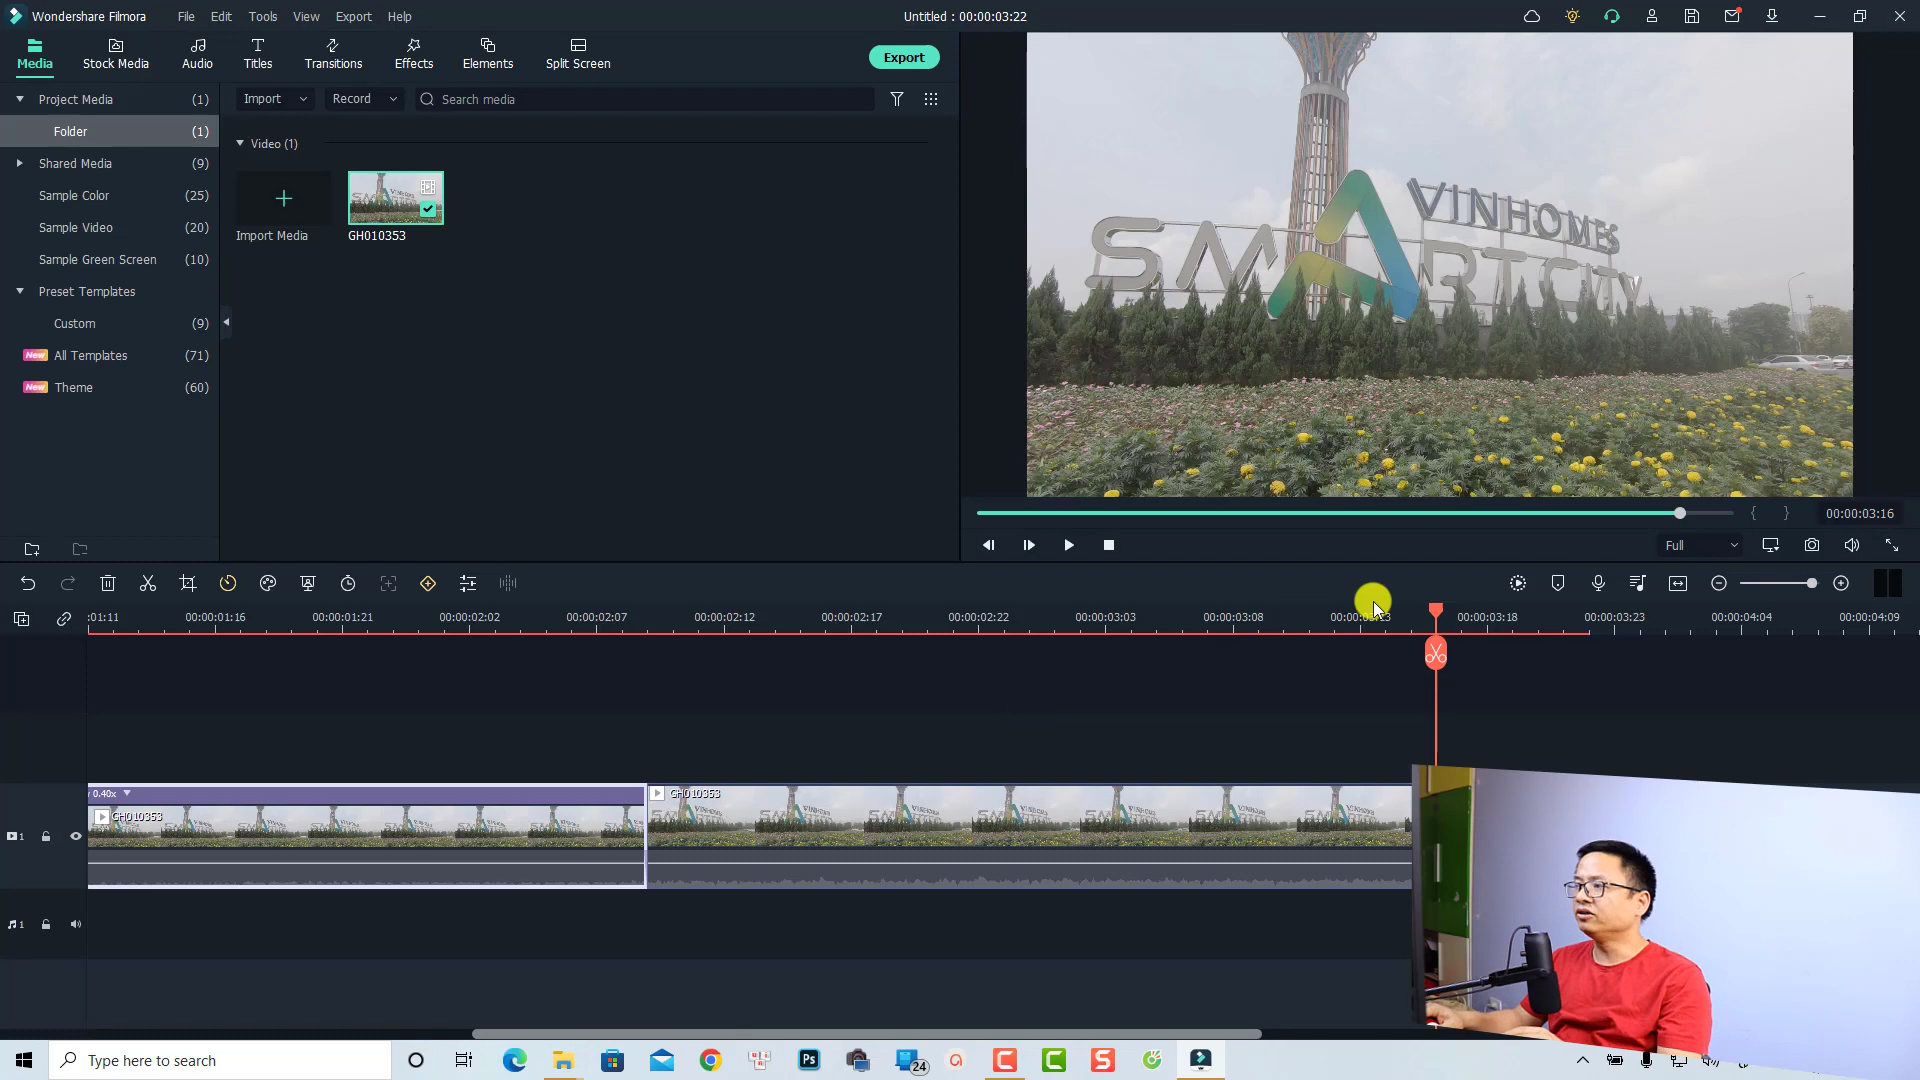 Wondershare Filmora File Edit Tools View Export Help Untitled : 00:00:03:22
Media Stock Media Audio Titles Transitions Effects Elements Split Screen Export
Project Media (1) Import Record Search media
Folder (1)
Shared Media (9)
Sample Color (25)
Sample Video (20)
Sample Green Screen (10)
Preset Templates
Custom (9)
New All Templates (71)
New Theme (60)
Video (1)
Import Media GH010353
VINHOMES
SMARTCITY
{ } 00:00:03:16
Full
:01:11 00:00:01:16 00:00:01:21 00:00:02:02 00:00:02:07 00:00:02:12 00:00:02:17 00:00:02:22 00:00:03:03 00:00:03:08 00:00:03:18 00:00:03:23 00:00:04:04 00:00:04:09
0.40x GH010353
GH010353
1
1
Type here to search Ps 24 C C S